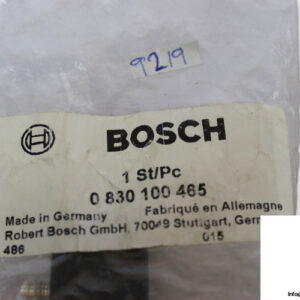 9219
BOSCH
1 St/Pc
0 830 100 465
Made in Germany Fabriqué en Allemagne
Robert Bosch GmbH, 70049 Stuttgart, Germ
486 015